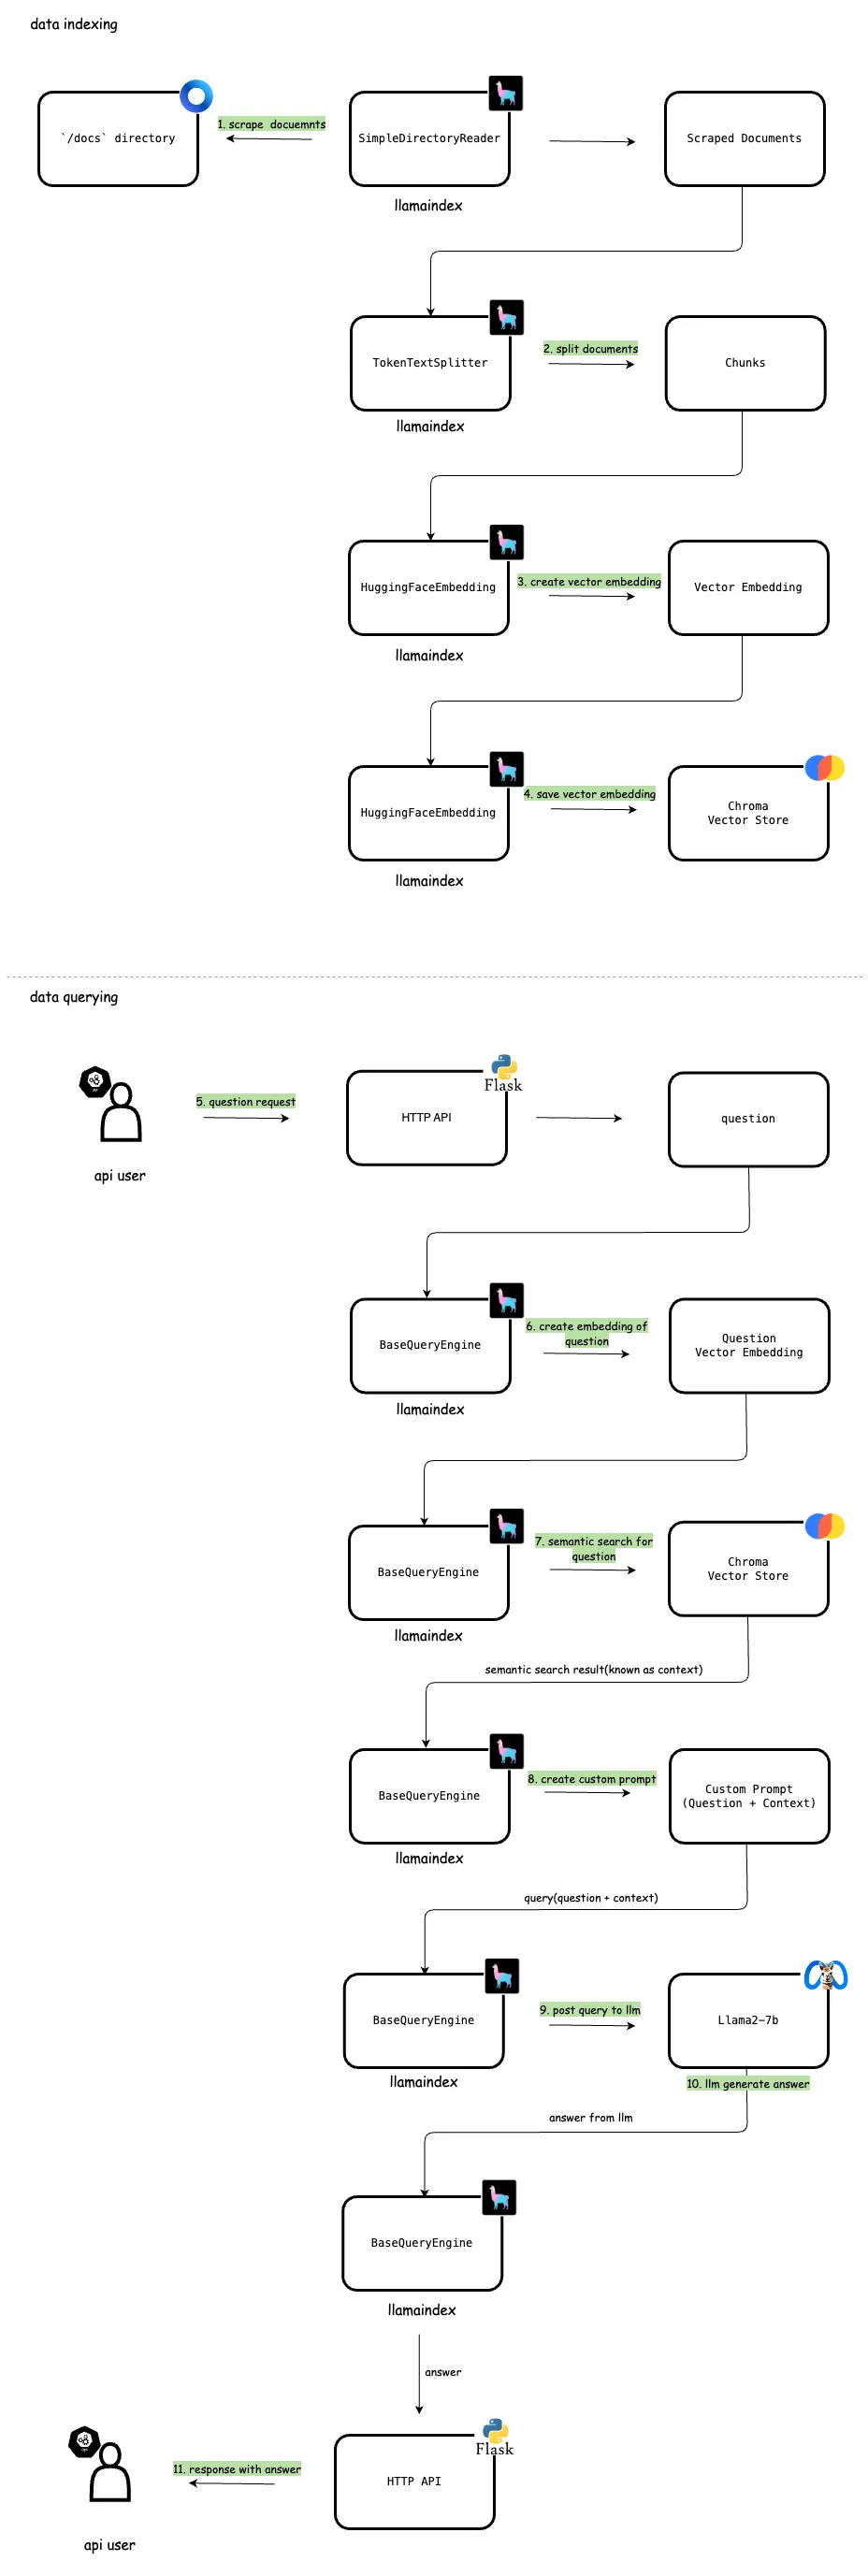 data indexing
`/docs` directory
1. scrape docuemnts
SimpleDirectoryReader
llamaindex
Scraped Documents
TokenTextSplitter
llamaindex
2. split documents
Chunks
HuggingFaceEmbedding
llamaindex
3. create vector embedding
Vector Embedding
HuggingFaceEmbedding
llamaindex
4. save vector embedding
Chroma
Vector Store
data querying
api user
5. question request
Flask
HTTP API
question
BaseQueryEngine
llamaindex
6. create embedding of
question
Question
Vector Embedding
BaseQueryEngine
llamaindex
7. semantic search for
question
Chroma
Vector Store
semantic search result(known as context)
BaseQueryEngine
llamaindex
8. create custom prompt
Custom Prompt
(Question + Context)
query(question + context)
BaseQueryEngine
llamaindex
9. post query to llm
Llama2-7b
10. llm generate answer
answer from llm
BaseQueryEngine
llamaindex
answer
Flask
HTTP API
11. response with answer
api user